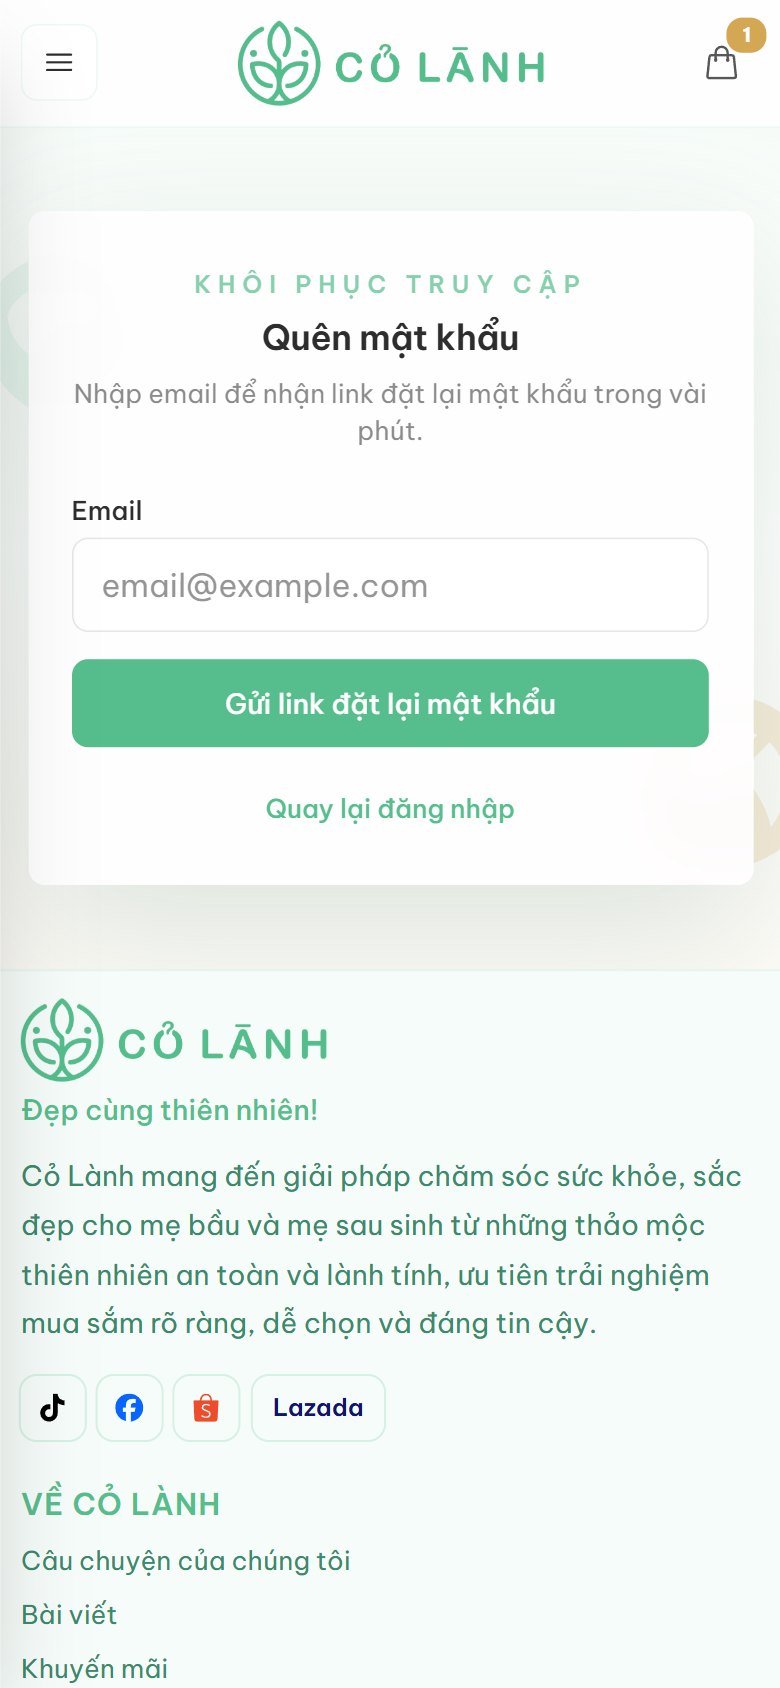 CỎ LĀNH
1
KHÔI PHỤC TRUY CẬP
Quên mật khẩu
Nhập email để nhận link đặt lại mật khẩu trong vài
phút.
Email
email@example.com
Gửi link đặt lại mật khẩu
Quay lại đăng nhập
CỎ LĀNH
Đẹp cùng thiên nhiên!
Cỏ Lành mang đến giải pháp chăm sóc sức khỏe, sắc
đẹp cho mẹ bầu và mẹ sau sinh từ những thảo mộc
thiên nhiên an toàn và lành tính, ưu tiên trải nghiệm
mua sắm rõ ràng, dễ chọn và đáng tin cậy.
Lazada
VỀ CỎ LÀNH
Câu chuyện của chúng tôi
Bài viết
Khuyến mãi